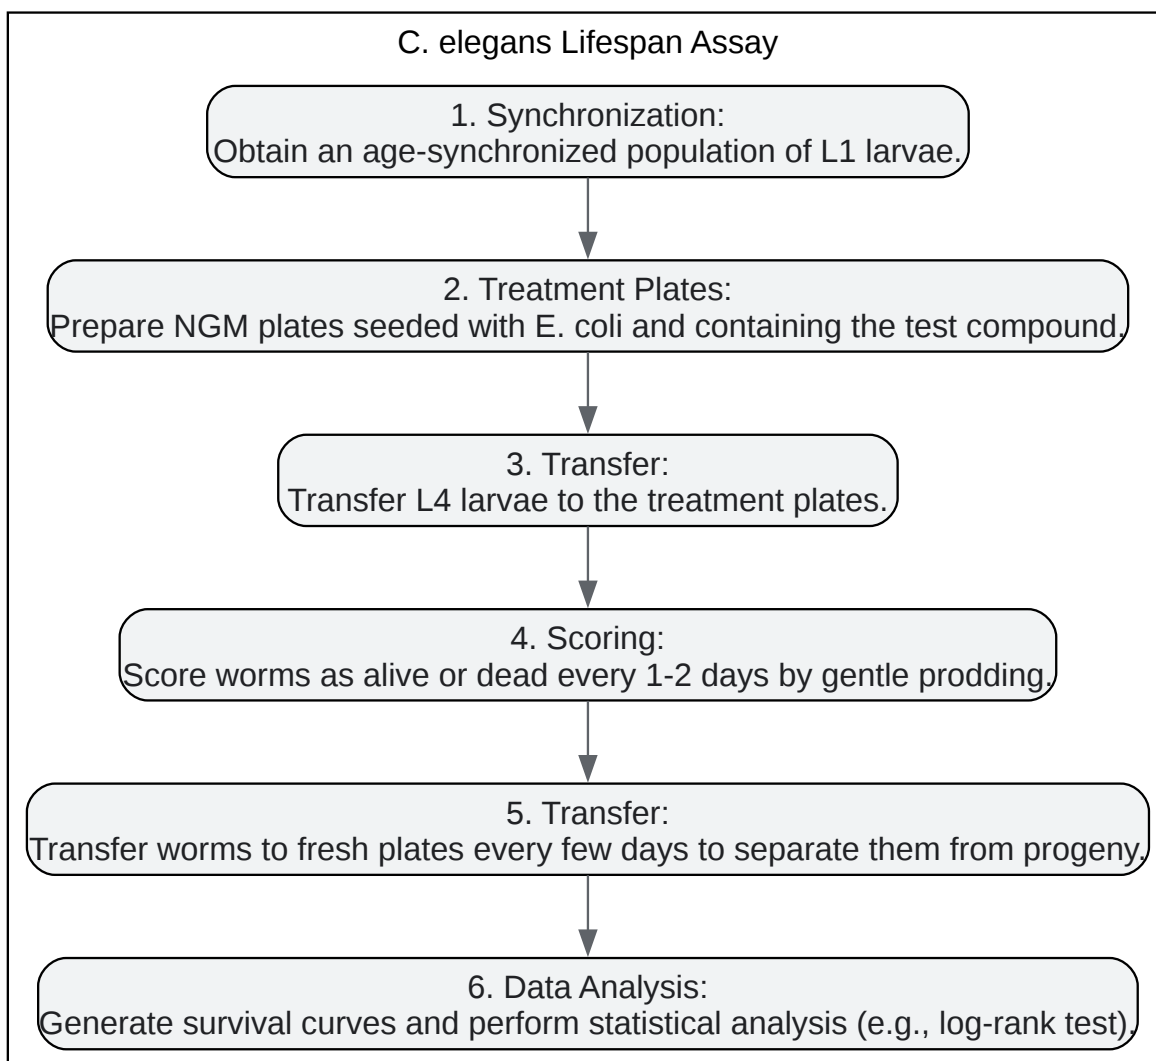 C. elegans Lifespan Assay
1. Synchronization:
Obtain an age-synchronized population of L1 larvae.
2. Treatment Plates:
Prepare NGM plates seeded with E. coli and containing the test compound.
3. Transfer:
Transfer L4 larvae to the treatment plates.
4. Scoring:
Score worms as alive or dead every 1-2 days by gentle prodding.
5. Transfer:
Transfer worms to fresh plates every few days to separate them from progeny.
6. Data Analysis:
Generate survival curves and perform statistical analysis (e.g., log-rank test).